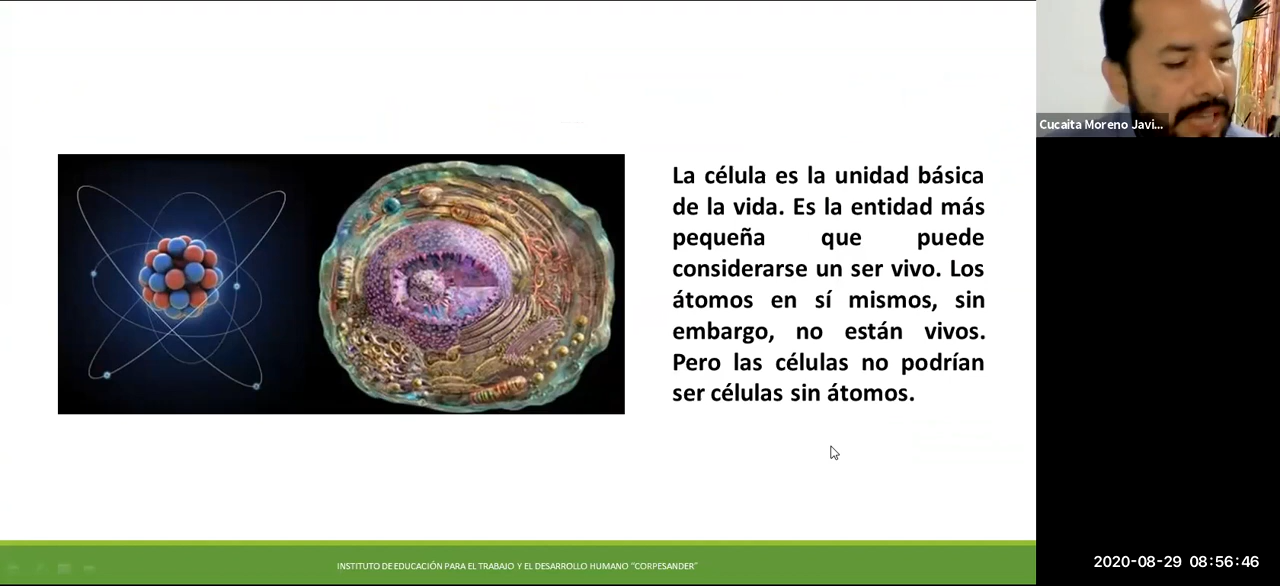 Cucaita Moreno Javi...
La célula es la unidad básica
de la vida. Es la entidad más
pequeña que puede
considerarse un ser vivo. Los
átomos en sí mismos, sin
embargo, no están vivos.
Pero las células no podrían
ser células sin átomos.
INSTITUTO DE EDUCACIÓN PARA EL TRABAJO Y EL DESARROLLO HUMANO "CORPESANDER"
2020-08-29 08:56:46